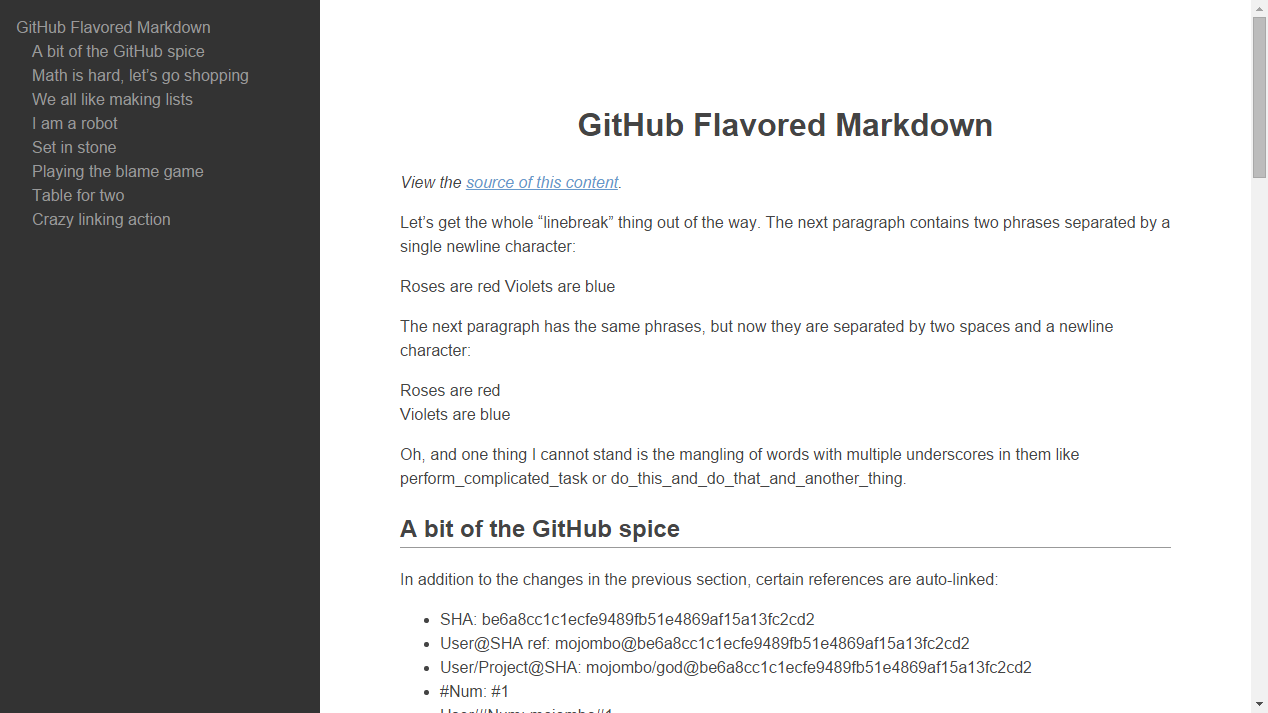 GitHub Flavored Markdown
A bit of the GitHub spice
Math is hard, let’s go shopping
We all like making lists
I am a robot
Set in stone
Playing the blame game
Table for two
Crazy linking action
GitHub Flavored Markdown
View the source of this content.
Let’s get the whole “linebreak” thing out of the way. The next paragraph contains two phrases separated by a
single newline character:
Roses are red Violets are blue
The next paragraph has the same phrases, but now they are separated by two spaces and a newline
character:
Roses are red
Violets are blue
Oh, and one thing I cannot stand is the mangling of words with multiple underscores in them like
perform_complicated_task or do_this_and_do_that_and_another_thing.
A bit of the GitHub spice
In addition to the changes in the previous section, certain references are auto-linked:
• SHA: be6a8cc1c1ecfe9489fb51e4869af15a13fc2cd2
• User@SHA ref: mojombo@be6a8cc1c1ecfe9489fb51e4869af15a13fc2cd2
• User/Project@SHA: mojombo/god@be6a8cc1c1ecfe9489fb51e4869af15a13fc2cd2
• #Num: #1